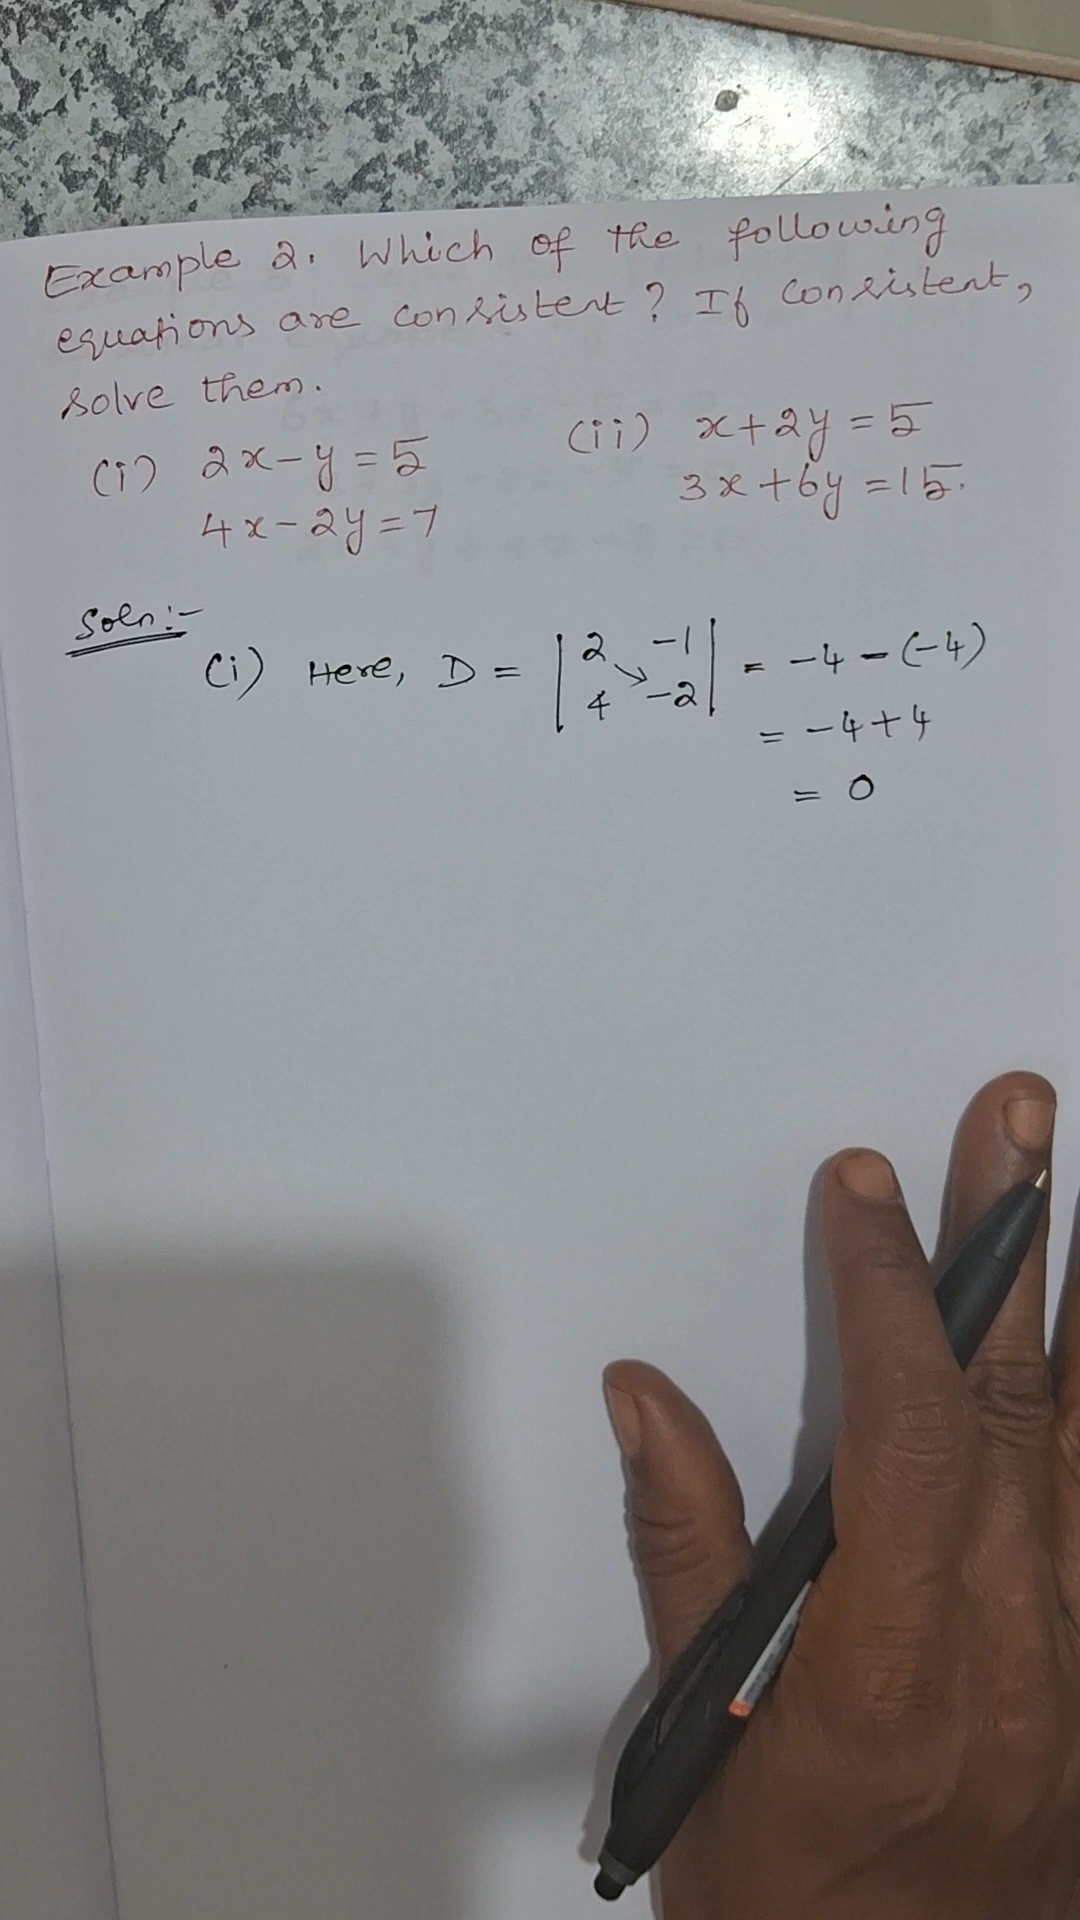 Example 2. Which of the following
equations are consistent? If consistent,
solve them.
(i) 2x-y=5 (ii) x+2y=5
4x-2y=7 3x+6y=15.
Soln:-
(i) Here, D = |2 -1| = -4-(-4)
|4 -2|
= -4+4
= 0